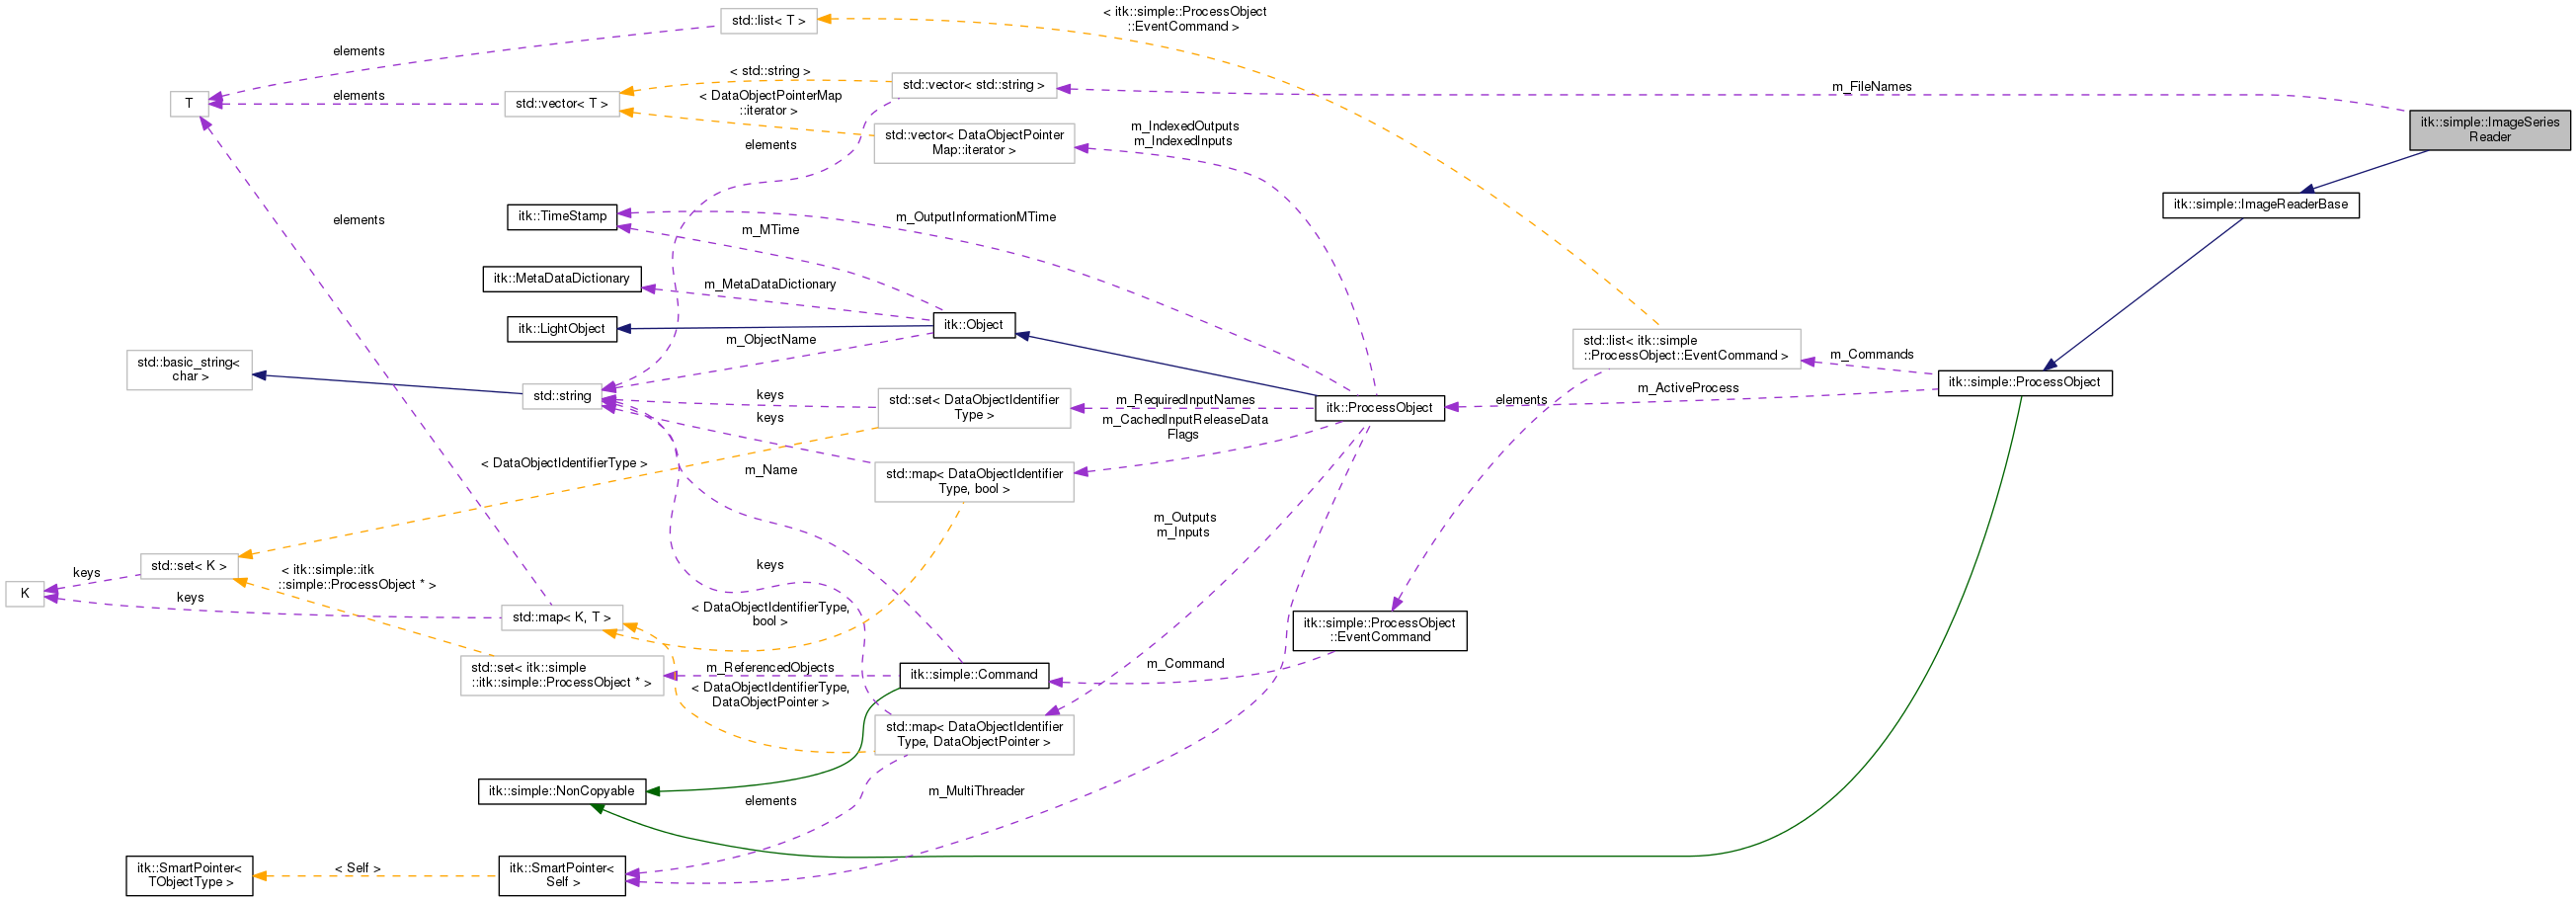 std::list< T >
< itk::simple::ProcessObject
::EventCommand >
elements
< std::string >
std::vector< std::string >
m_FileNames
T
elements
std::vector< T >
< DataObjectPointerMap
::iterator >
itk::simple::ImageSeries
Reader
std::vector< DataObjectPointer
Map::iterator >
m_IndexedOutputs
m_IndexedInputs
elements
itk::simple::ImageReaderBase
itk::TimeStamp
m_OutputInformationMTime
elements
m_MTime
itk::MetaDataDictionary
m_MetaDataDictionary
itk::LightObject
itk::Object
m_ObjectName
std::list< itk::simple
::ProcessObject::EventCommand >
m_Commands
std::basic_string<
char >
std::string
keys
std::set< DataObjectIdentifier
Type >
m_RequiredInputNames
itk::ProcessObject
elements
m_ActiveProcess
itk::simple::ProcessObject
keys
m_CachedInputReleaseData
Flags
< DataObjectIdentifierType >
m_Name
std::map< DataObjectIdentifier
Type, bool >
m_Outputs
m_Inputs
K
keys
std::set< K >
< itk::simple::itk
::simple::ProcessObject * >
keys
keys
std::map< K, T >
< DataObjectIdentifierType,
bool >
itk::simple::ProcessObject
::EventCommand
std::set< itk::simple
::itk::simple::ProcessObject * >
m_ReferencedObjects
itk::simple::Command
m_Command
< DataObjectIdentifierType,
DataObjectPointer >
std::map< DataObjectIdentifier
Type, DataObjectPointer >
itk::simple::NonCopyable
elements
m_MultiThreader
itk::SmartPointer<
TObjectType >
< Self >
itk::SmartPointer<
Self >